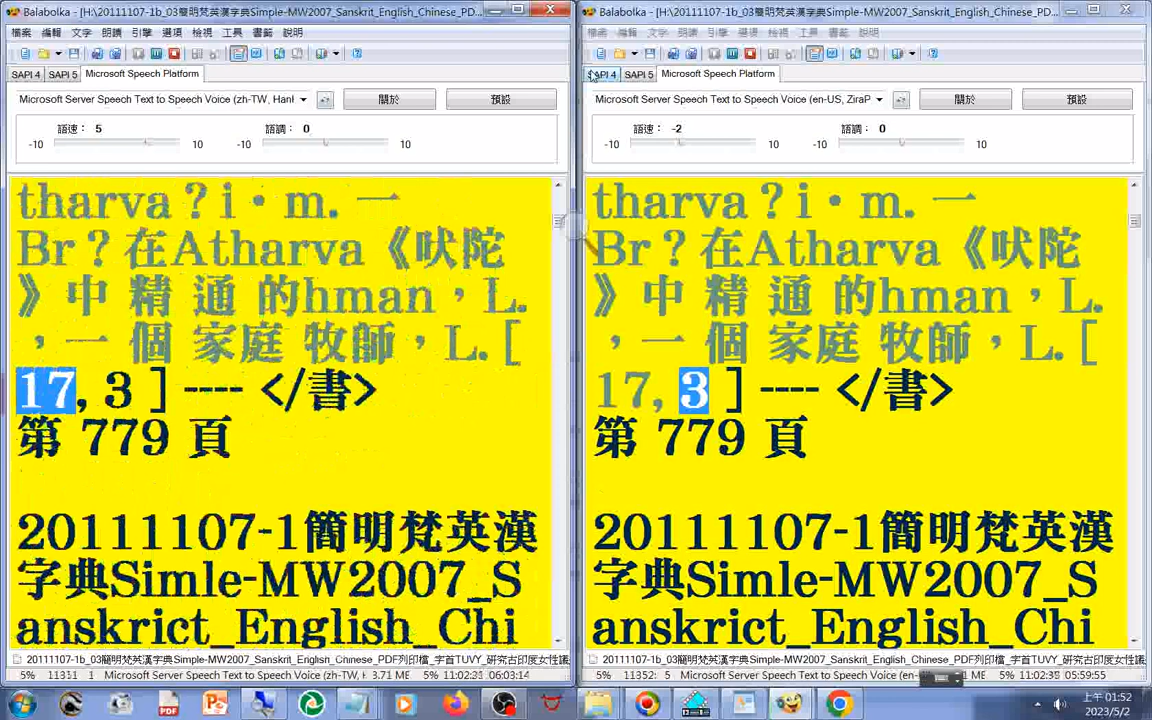 Balabolka - [H:\20111107-1b_03簡明梵英漢字典Simple-MW2007_Sanskrit_English_Chinese_PD...
檔案 編輯 文字 朗讀 引擎 選項 檢視 工具 書籤 說明
SAPI 4 SAPI 5 Microsoft Speech Platform
Microsoft Server Speech Text to Speech Voice (zh-TW, HanH
關於 預設
語速： 5 語調： 0
-10 10 -10 10
tharva？i・m. 一
Br？在Atharva《吠陀
》中 精 通 的hman，L.
，一 個 家庭 牧師，L. [
17, 3 ] ---- </書>
第 779 頁
20111107-1簡明梵英漢
字典Simle-MW2007_S
anskrict_English_Chi
20111107-1b_03簡明梵英漢字典Simple-MW2007_Sanskrit_English_Chinese_PDF列印檔_字首TUVY_研究古印度女性議
5% 11351 1 Microsoft Server Speech Text to Speech Voice (zh-TW, 3.71 MB 5% 11:02:2 06:03:14
Balabolka - [H:\20111107-1b_03簡明梵英漢字典Simple-MW2007_Sanskrit_English_Chinese_PD...
檔案 編輯 文字 朗讀 引擎 選項 檢視 工具 書籤 說明
SAPI 4 SAPI 5 Microsoft Speech Platform
Microsoft Server Speech Text to Speech Voice (en-US, ZiraP
關於 預設
語速： -2 語調： 0
-10 10 -10 10
tharva？i・m. 一
Br？在Atharva《吠陀
》中 精 通 的hman，L.
，一 個 家庭 牧師，L. [
17, 3 ] ---- </書>
第 779 頁
20111107-1簡明梵英漢
字典Simle-MW2007_S
anskrict_English_Chi
20111107-1b_03簡明梵英漢字典Simple-MW2007_Sanskrit_English_Chinese_PDF列印檔_字首TUVY_研究古印度女性議
5% 11352: 5 Microsoft Server Speech Text to Speech Voice (en-US, 5% 11:02:3 05:59:55
上午 01:52
2023/5/2